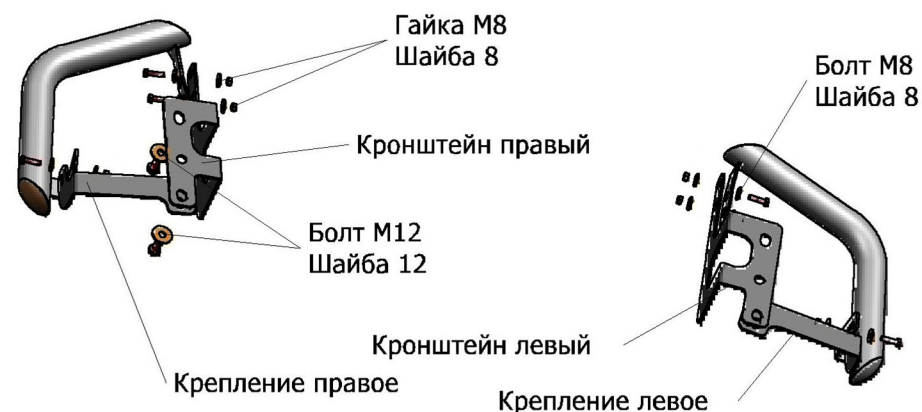 Гайка М8
Шайба 8
Болт М8
Шайба 8
Кронштейн правый
Болт М12
Шайба 12
Кронштейн левый
Крепление правое
Крепление левое